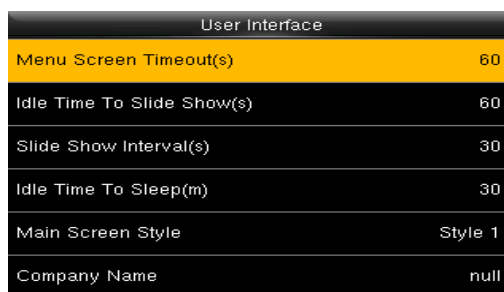 User Interface
Menu Screen Timeout(s) 60
Idle Time To Slide Show(s) 60
Slide Show Interval(s) 30
Idle Time To Sleep(m) 30
Main Screen Style Style 1
Company Name null